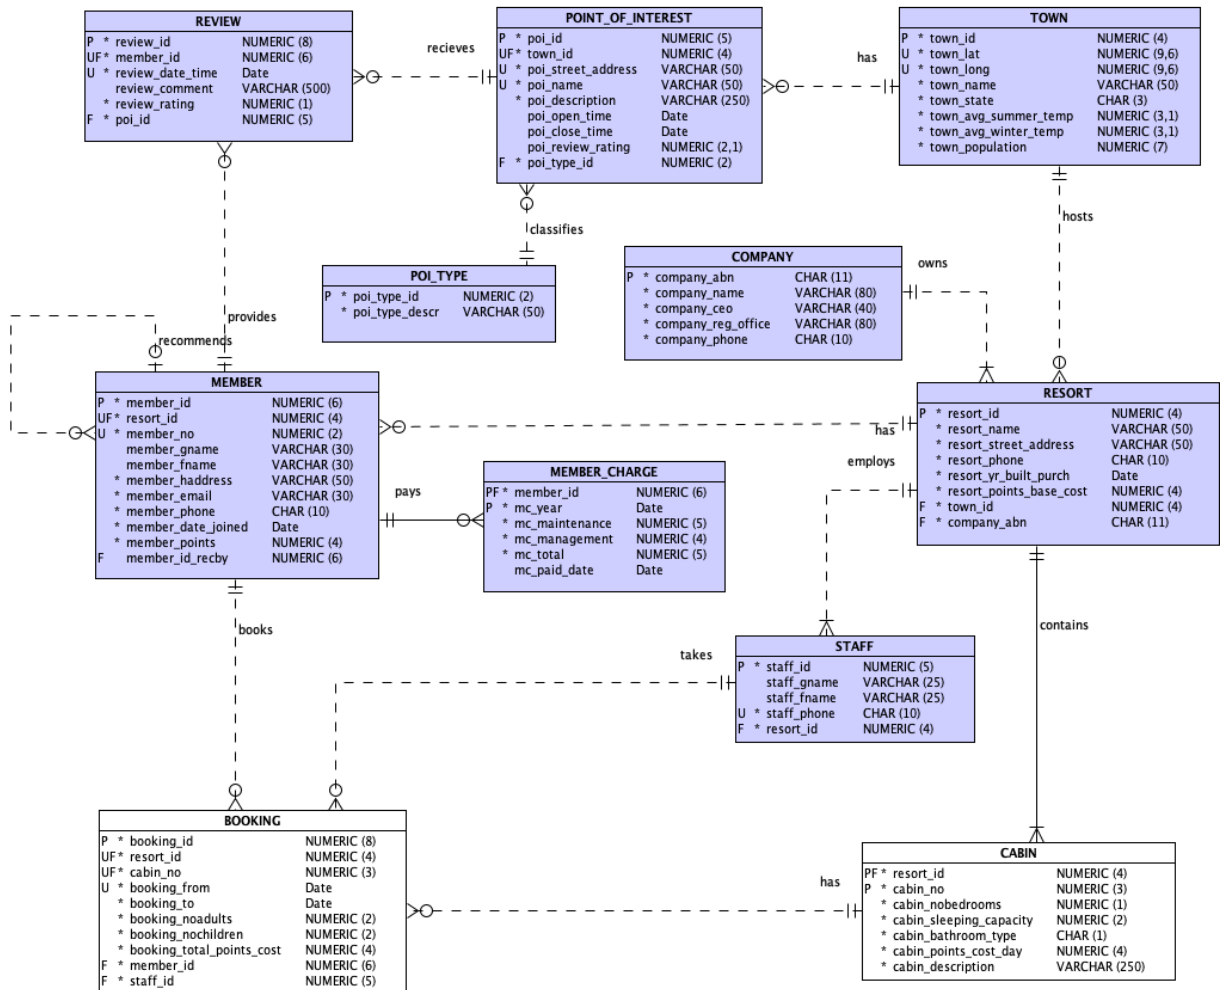 REVIEW
P * review_id NUMERIC (8)
UF* member_id NUMERIC (6)
U * review_date_time Date
review_comment VARCHAR (500)
* review_rating NUMERIC (1)
F * poi_id NUMERIC (5)
recieves
POINT_OF_INTEREST
P * poi_id NUMERIC (5)
UF* town_id NUMERIC (4)
U * poi_street_address VARCHAR (50)
U * poi_name VARCHAR (50)
* poi_description VARCHAR (250)
poi_open_time Date
poi_close_time Date
poi_review_rating NUMERIC (2,1)
F * poi_type_id NUMERIC (2)
has
TOWN
P * town_id NUMERIC (4)
U * town_lat NUMERIC (9,6)
U * town_long NUMERIC (9,6)
* town_name VARCHAR (50)
* town_state CHAR (3)
* town_avg_summer_temp NUMERIC (3,1)
* town_avg_winter_temp NUMERIC (3,1)
* town_population NUMERIC (7)
hosts
classifies
POI_TYPE
P * poi_type_id NUMERIC (2)
* poi_type_descr VARCHAR (50)
COMPANY
P * company_abn CHAR (11)
* company_name VARCHAR (80)
* company_ceo VARCHAR (40)
* company_reg_office VARCHAR (80)
* company_phone CHAR (10)
owns
provides
recommends
MEMBER
P * member_id NUMERIC (6)
UF* resort_id NUMERIC (4)
U * member_no NUMERIC (2)
member_gname VARCHAR (30)
member_fname VARCHAR (30)
* member_haddress VARCHAR (50)
* member_email VARCHAR (30)
* member_phone CHAR (10)
* member_date_joined Date
* member_points NUMERIC (4)
F member_id_recby NUMERIC (6)
has
RESORT
P * resort_id NUMERIC (4)
* resort_name VARCHAR (50)
* resort_street_address VARCHAR (50)
* resort_phone CHAR (10)
* resort_yr_built_purch Date
* resort_points_base_cost NUMERIC (4)
F * town_id NUMERIC (4)
F * company_abn CHAR (11)
employs
pays
MEMBER_CHARGE
PF* member_id NUMERIC (6)
P * mc_year Date
* mc_maintenance NUMERIC (5)
* mc_management NUMERIC (4)
* mc_total NUMERIC (5)
mc_paid_date Date
books
contains
takes
STAFF
P * staff_id NUMERIC (5)
staff_gname VARCHAR (25)
staff_fname VARCHAR (25)
U * staff_phone CHAR (10)
F * resort_id NUMERIC (4)
BOOKING
P * booking_id NUMERIC (8)
UF* resort_id NUMERIC (4)
UF* cabin_no NUMERIC (3)
U * booking_from Date
* booking_to Date
* booking_noadults NUMERIC (2)
* booking_nochildren NUMERIC (2)
* booking_total_points_cost NUMERIC (4)
F * member_id NUMERIC (6)
F * staff_id NUMERIC (5)
has
CABIN
PF* resort_id NUMERIC (4)
P * cabin_no NUMERIC (3)
* cabin_nobedrooms NUMERIC (1)
* cabin_sleeping_capacity NUMERIC (2)
* cabin_bathroom_type CHAR (1)
* cabin_points_cost_day NUMERIC (4)
* cabin_description VARCHAR (250)